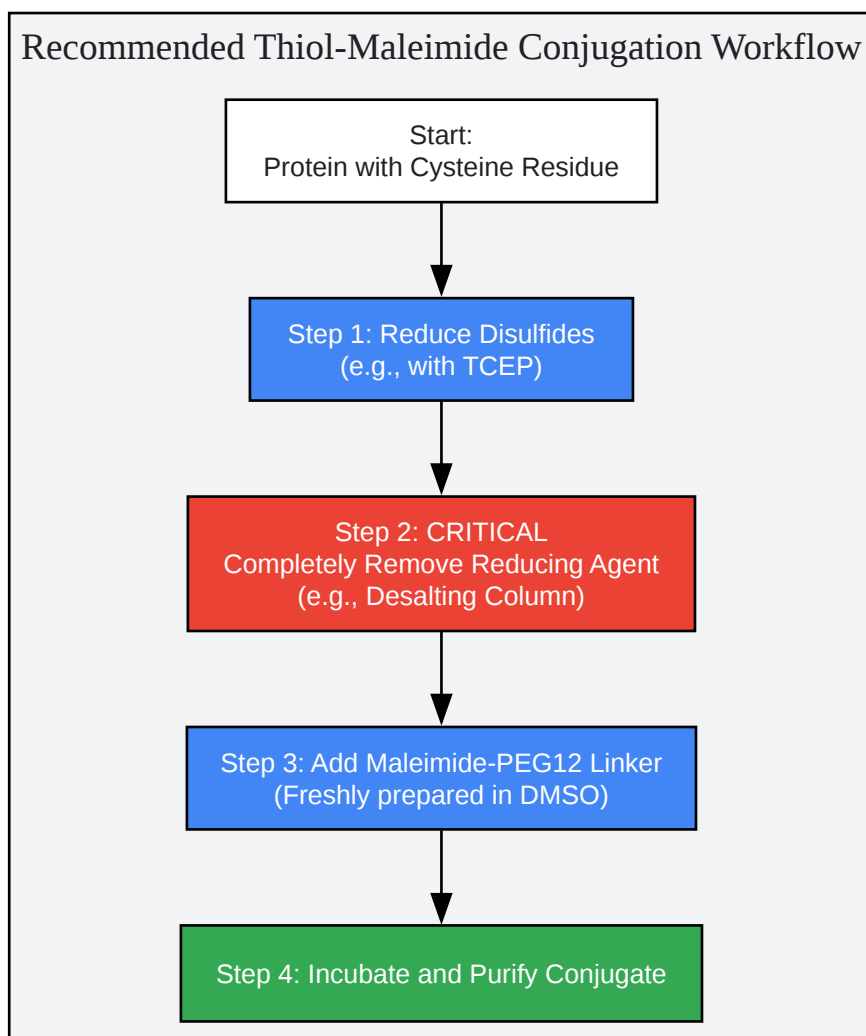 Recommended Thiol-Maleimide Conjugation Workflow
Start:
Protein with Cysteine Residue
Step 1: Reduce Disulfides
(e.g., with TCEP)
Step 2: CRITICAL
Completely Remove Reducing Agent
(e.g., Desalting Column)
Step 3: Add Maleimide-PEG12 Linker
(Freshly prepared in DMSO)
Step 4: Incubate and Purify Conjugate